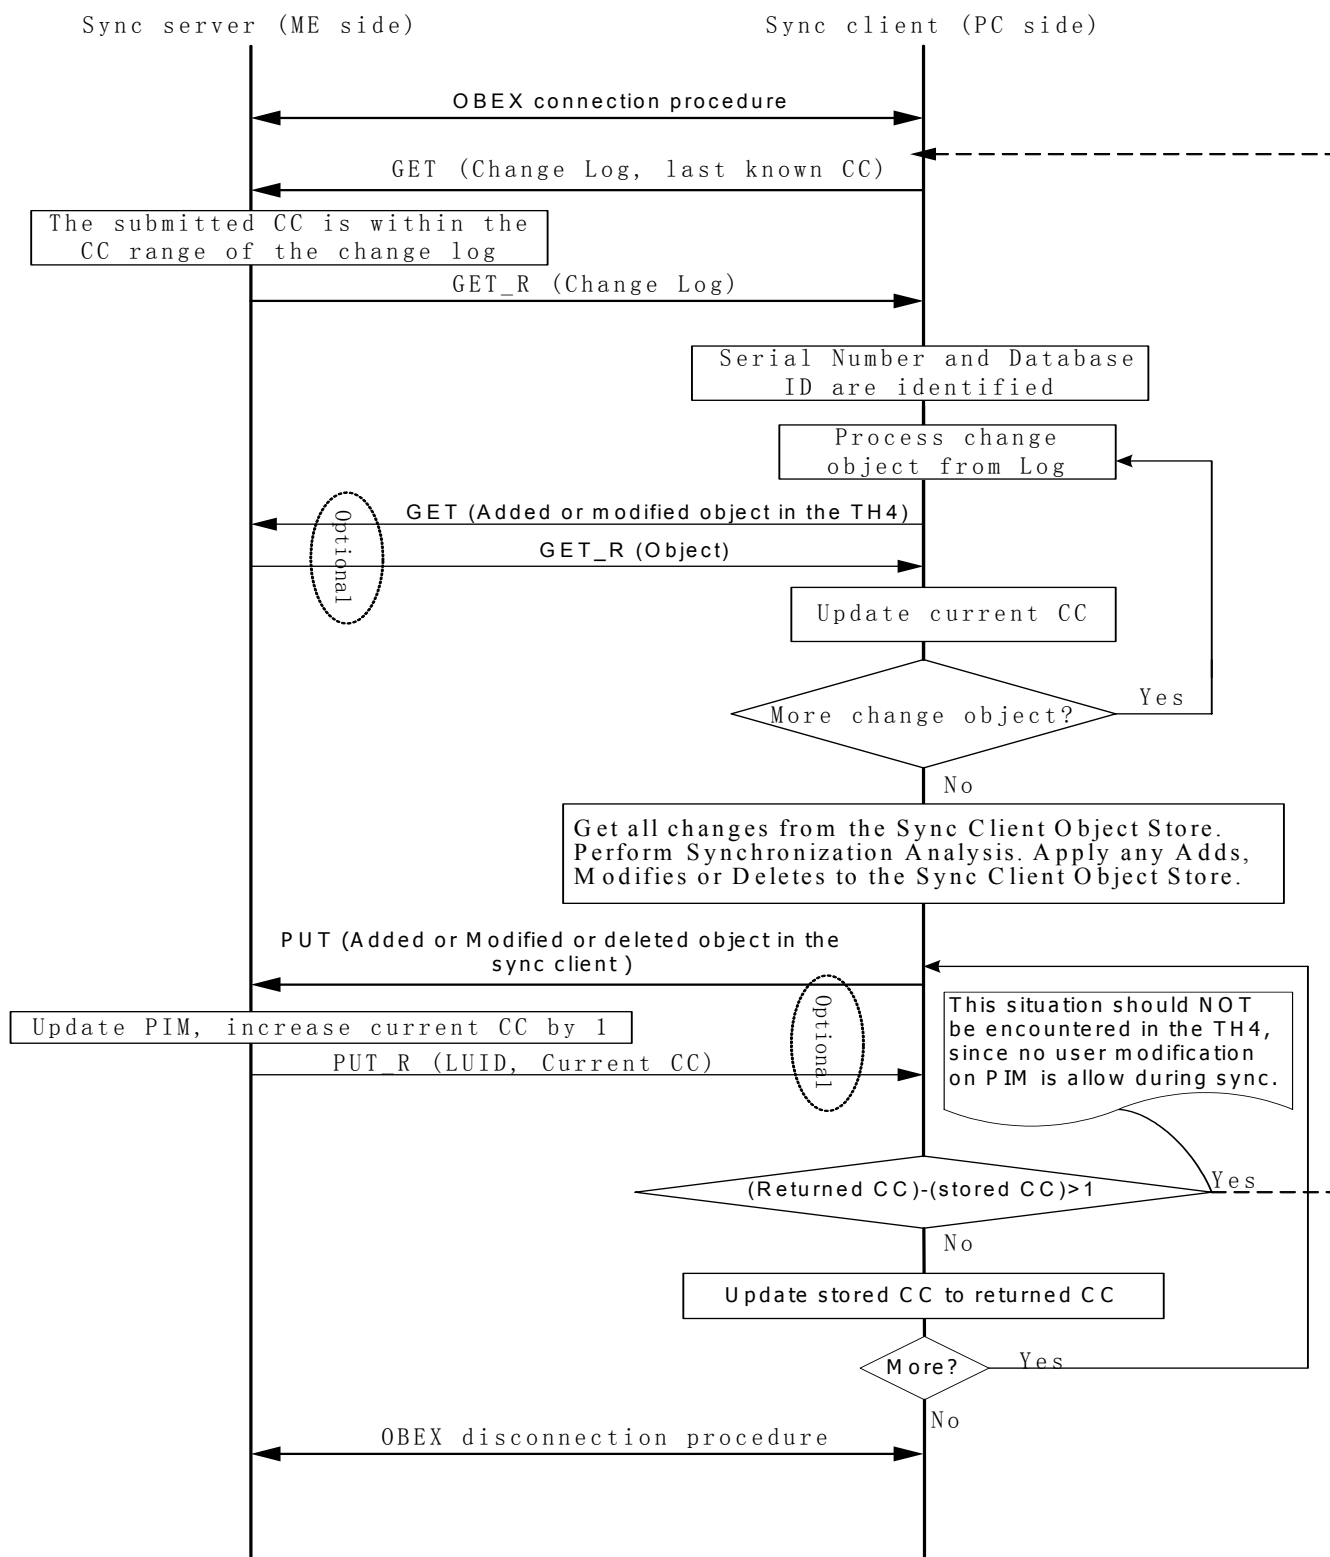 Sync server (ME side)
Sync client (PC side)
OBEX connection procedure
GET (Change Log, last known CC)
The submitted CC is within the
CC range of the change log
GET_R (Change Log)
Serial Number and Database
ID are identified
Process change
object from Log
GET (Added or modified object in the TH4)
Optional
GET_R (Object)
Update current CC
More change object?
Yes
No
Get all changes from the Sync Client Object Store.
Perform Synchronization Analysis. Apply any Adds,
Modifies or Deletes to the Sync Client Object Store.
PUT (Added or Modified or deleted object in the
sync client )
Optional
This situation should NOT
be encountered in the TH4,
since no user modification
on PIM is allow during sync.
Update PIM, increase current CC by 1
PUT_R (LUID, Current CC)
(Returned CC)-(stored CC)>1
Yes
No
Update stored CC to returned CC
More?
Yes
No
OBEX disconnection procedure